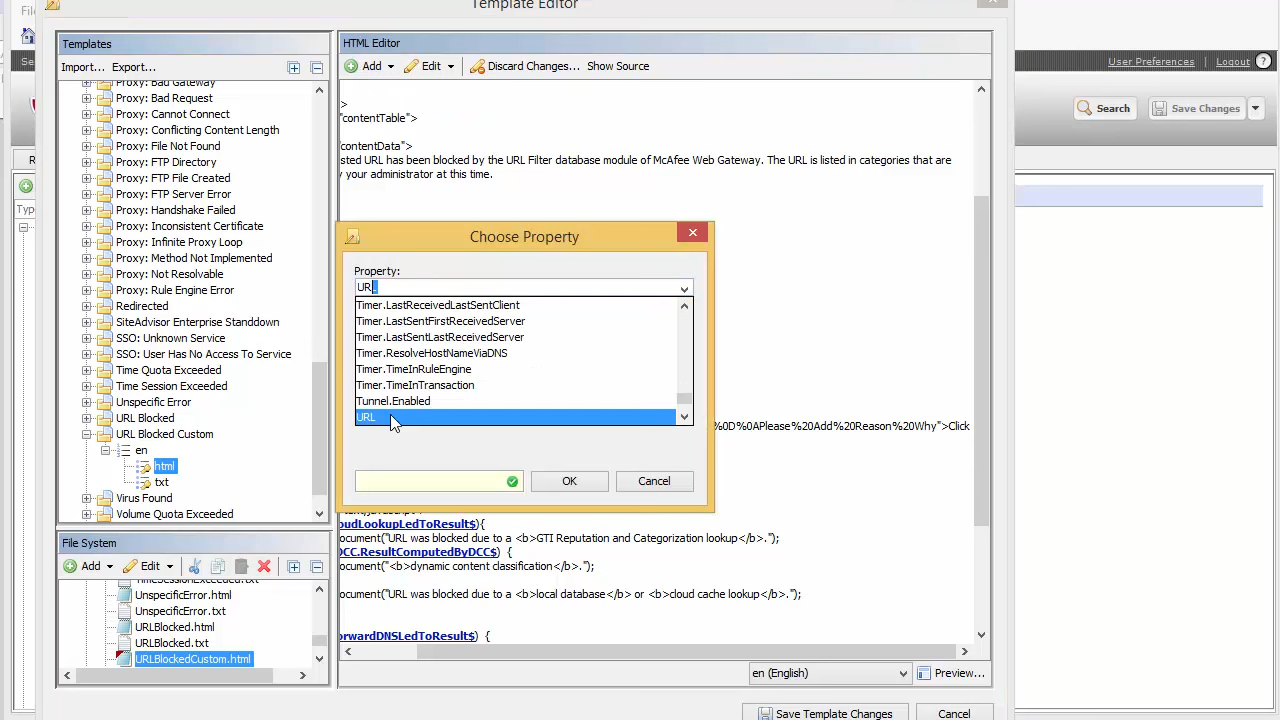 Template Editor
User Preferences
Logout
?
Search
Save Changes
Templates
Import...
Export...
Proxy: Bad Gateway
Proxy: Bad Request
Proxy: Cannot Connect
Proxy: Conflicting Content Length
Proxy: File Not Found
Proxy: FTP Directory
Proxy: FTP File Created
Proxy: FTP Server Error
Proxy: Handshake Failed
Proxy: Inconsistent Certificate
Proxy: Infinite Proxy Loop
Proxy: Method Not Implemented
Proxy: Not Resolvable
Proxy: Rule Engine Error
Redirected
SiteAdvisor Enterprise Standdown
SSO: Unknown Service
SSO: User Has No Access To Service
Time Quota Exceeded
Time Session Exceeded
Unspecific Error
URL Blocked
URL Blocked Custom
en
html
txt
Virus Found
Volume Quota Exceeded
File System
Add
Edit
TimeSessionExceeded.txt
UnspecificError.html
UnspecificError.txt
URLBlocked.html
URLBlocked.txt
URLBlockedCustom.html
HTML Editor
Add
Edit
Discard Changes...
Show Source
>
"contentTable">
"contentData">
sted URL has been blocked by the URL Filter database module of McAfee Web Gateway. The URL is listed in categories that are
y your administrator at this time.
%0D%0APlease%20Add%20Reason%20Why">Click
Choose Property
Property:
URL
Timer.LastReceivedLastSentClient
Timer.LastSentFirstReceivedServer
Timer.LastSentLastReceivedServer
Timer.ResolveHostNameViaDNS
Timer.TimeInRuleEngine
Timer.TimeInTransaction
Tunnel.Enabled
URL
OK
Cancel
oudLookupLedToResult$){
ocument("URL was blocked due to a <b>GTI Reputation and Categorization lookup</b>.");
DCC.ResultComputedByDCC$) {
ocument("<b>dynamic content classification</b>.");
ocument("URL was blocked due to a <b>local database</b> or <b>cloud cache lookup</b>.");
orwardDNSLedToResult$) {
en (English)
Preview...
Save Template Changes
Cancel